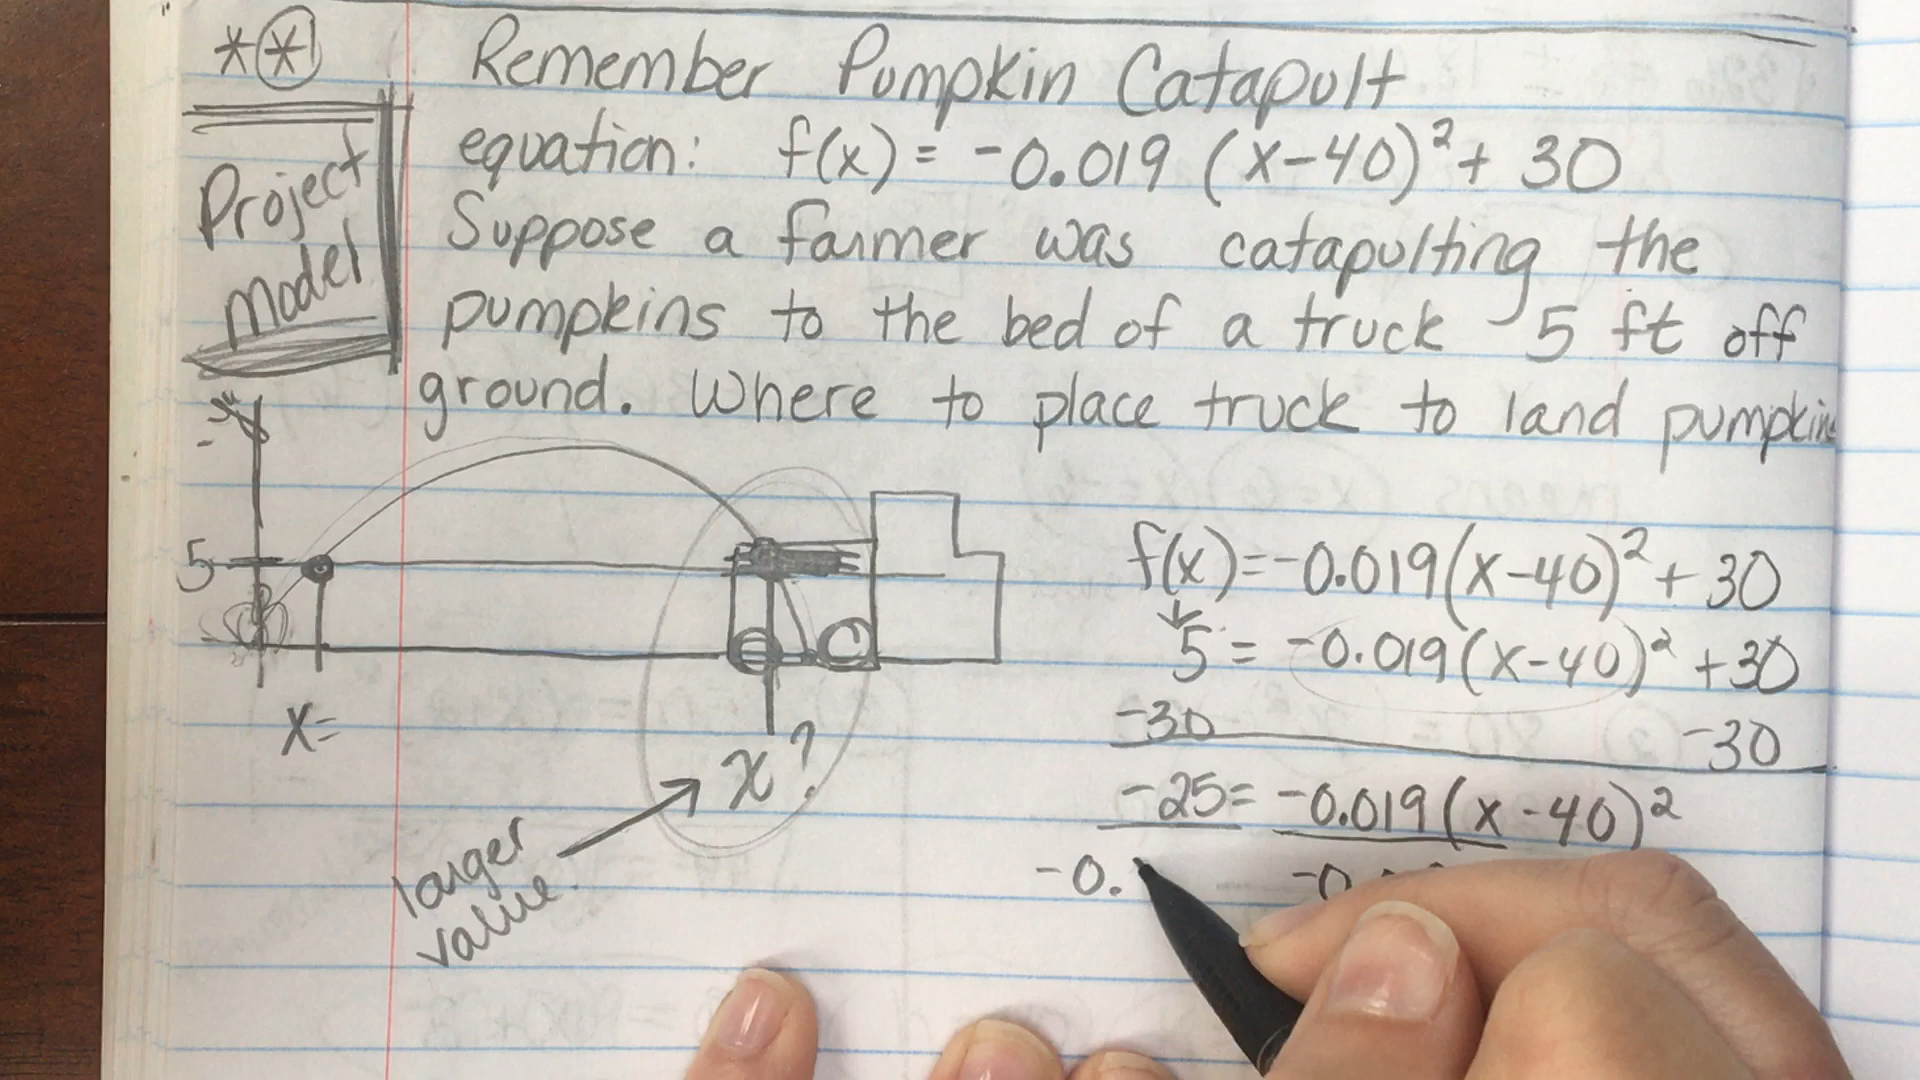 **
Project
model
Remember Pumpkin Catapult
equation: f(x) = -0.019 (x-40)² + 30
Suppose a farmer was catapulting the
pumpkins to the bed of a truck 5 ft off
ground. Where to place truck to land pumpkins
5
x=
x?
larger
value
f(x)=-0.019(x-40)²+30
5 = -0.019(x-40)² +30
-30 -30
-25= -0.019(x-40)²
-0. -0.